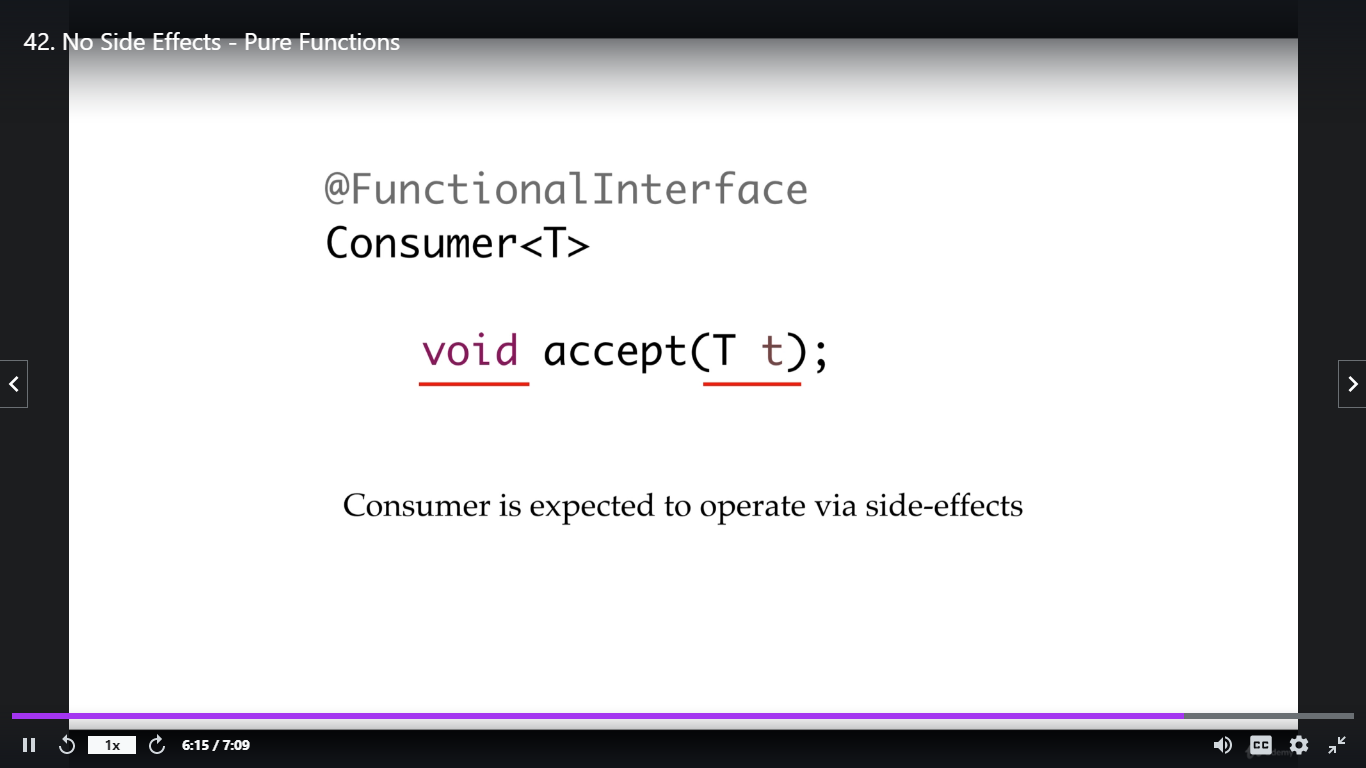 42. No Side Effects - Pure Functions
@FunctionalInterface
Consumer<T>
void accept(T t);
Consumer is expected to operate via side-effects
1x
6:15 / 7:09
CC